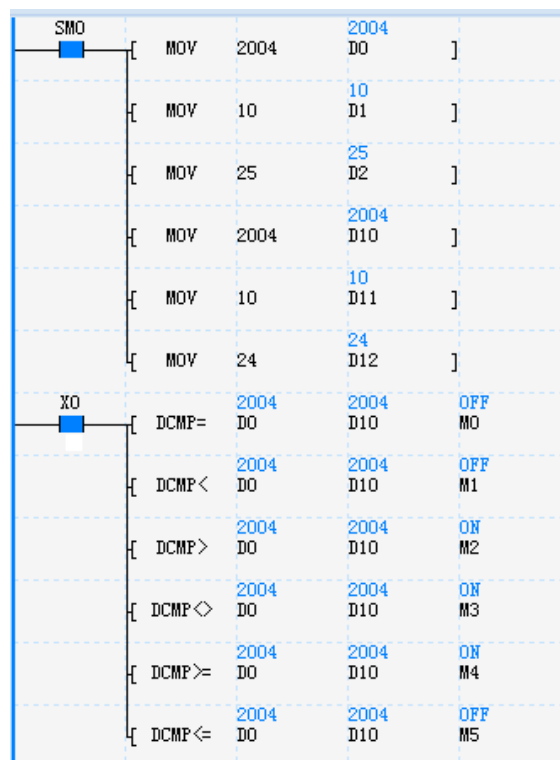 SM0 2004
[ MOV 2004 D0 ]
10
[ MOV 10 D1 ]
25
[ MOV 25 D2 ]
2004
[ MOV 2004 D10 ]
10
[ MOV 10 D11 ]
24
[ MOV 24 D12 ]
X0 2004 2004 OFF
[ DCMP= D0 D10 M0
2004 2004 OFF
[ DCMP< D0 D10 M1
2004 2004 ON
[ DCMP> D0 D10 M2
2004 2004 ON
[ DCMP<> D0 D10 M3
2004 2004 ON
[ DCMP>= D0 D10 M4
2004 2004 OFF
[ DCMP<= D0 D10 M5